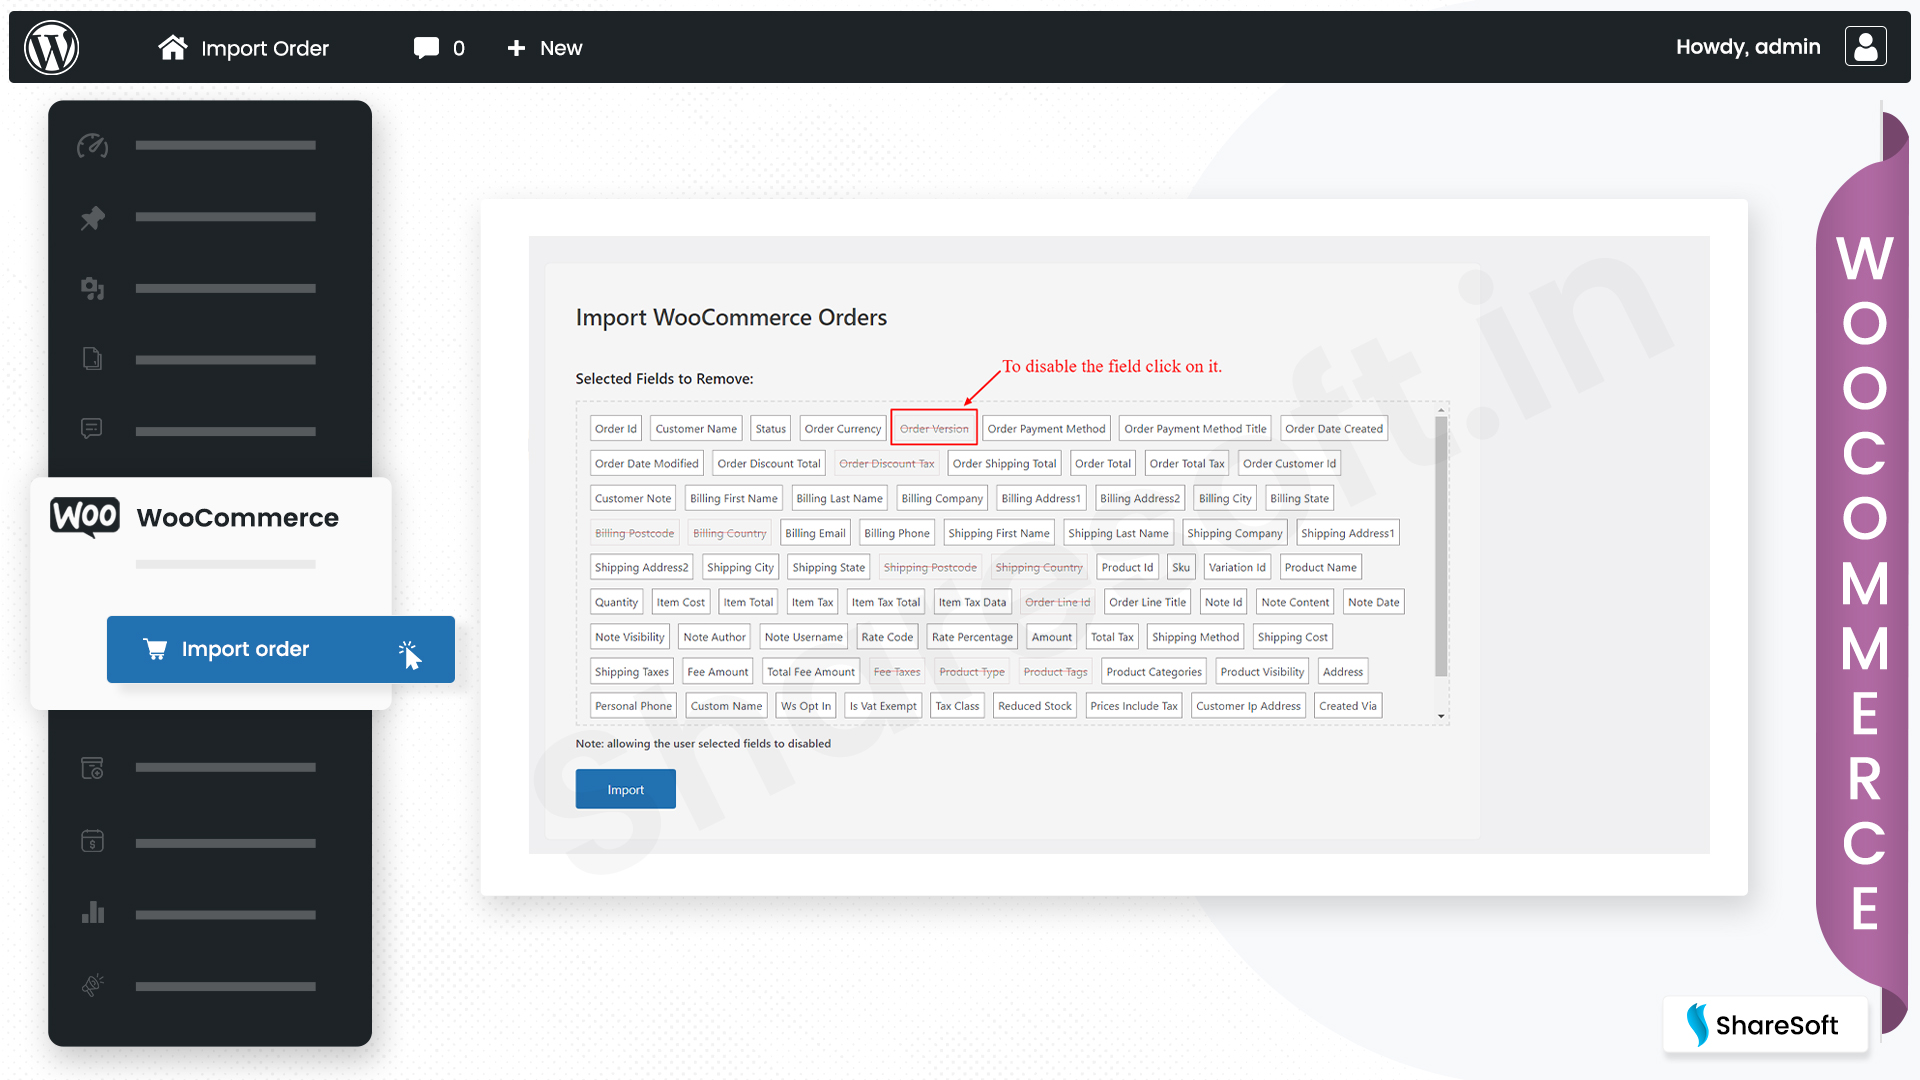 Import Order
0
New
Howdy, admin
WOO WooCommerce
Import order
Import WooCommerce Orders
To disable the field click on it.
Selected Fields to Remove:
Order Id Customer Name Status Order Currency Order Version Order Payment Method Order Payment Method Title Order Date Created
Order Date Modified Order Discount Total Order Discount Tax Order Shipping Total Order Total Order Total Tax Order Customer Id
Customer Note Billing First Name Billing Last Name Billing Company Billing Address1 Billing Address2 Billing City Billing State
Billing Postcode Billing Country Billing Email Billing Phone Shipping First Name Shipping Last Name Shipping Company Shipping Address1
Shipping Address2 Shipping City Shipping State Shipping Postcode Shipping Country Product Id Sku Variation Id Product Name
Quantity Item Cost Item Total Item Tax Item Tax Total Item Tax Data Order Line Id Order Line Title Note Id Note Content Note Date
Note Visibility Note Author Note Username Rate Code Rate Percentage Amount Total Tax Shipping Method Shipping Cost
Shipping Taxes Fee Amount Total Fee Amount Fee Taxes Product Type Product Tags Product Categories Product Visibility Address
Personal Phone Custom Name Ws Opt In Is Vat Exempt Tax Class Reduced Stock Prices Include Tax Customer Ip Address Created Via
Note: allowing the user selected fields to disabled
Import
sharesoft.in
WOOCOMMERCE
ShareSoft